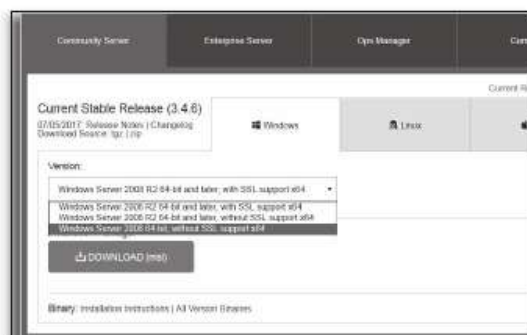 Community Server
Enterprise Server
Ops Manager
Current Stable Release (3.4.6)
07/05/2017: Release Notes | Changelog
Download Source: tgz | zip
Windows
Linux
Version:
Windows Server 2008 R2 64-bit and later, with SSL support x64
Windows Server 2008 R2 64-bit and later, with SSL support x64
Windows Server 2008 R2 64-bit and later, without SSL support x64
Windows Server 2008 64-bit, without SSL support x64
DOWNLOAD (msi)
Binary: Installation Instructions | All Version Binaries